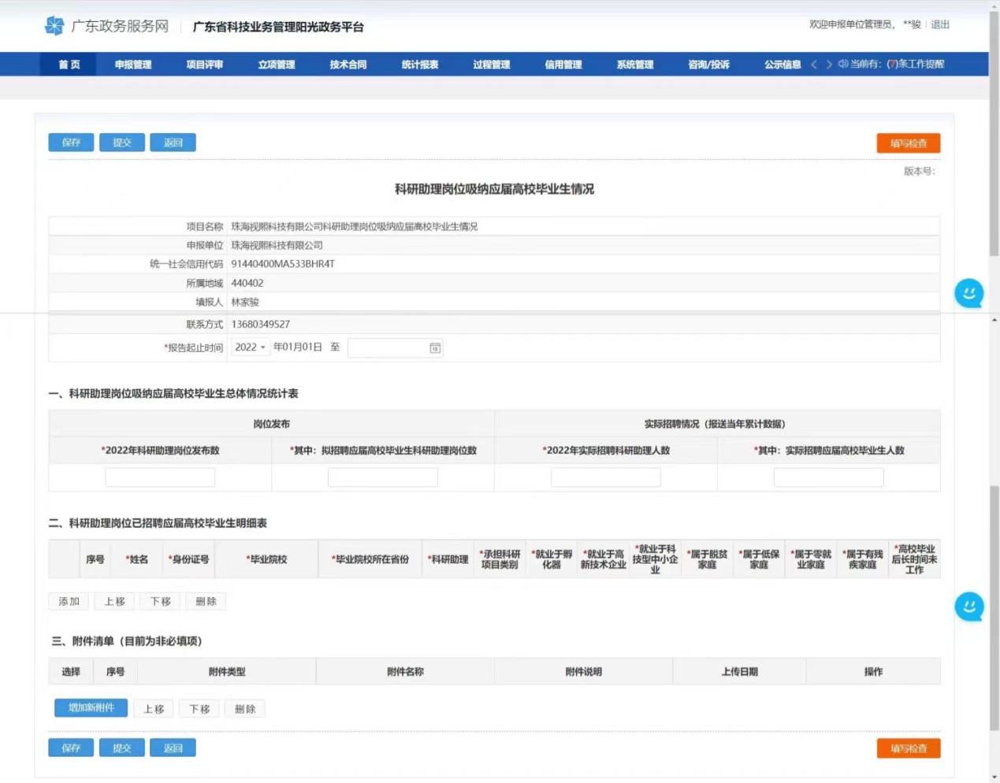 广东政务服务网 广东省科技业务管理阳光政务平台 欢迎申报单位管理员, **骏 退出
首页 申报管理 项目评审 立项管理 技术合同 统计报表 过程管理 信用管理 系统管理 咨询/投诉 公示信息 当前有: (7)条工作提醒
保存 提交 返回 填写检查
版本号:
科研助理岗位吸纳应届高校毕业生情况
项目名称 珠海视熙科技有限公司科研助理岗位吸纳应届高校毕业生情况
申报单位 珠海视熙科技有限公司
统一社会信用代码 91440400MA533BHR4T
所属地域 440402
填报人 林家骏
联系方式 13680349527
*报告起止时间 2022 年01月01日 至
一、科研助理岗位吸纳应届高校毕业生总体情况统计表
岗位发布 实际招聘情况（报送当年累计数据）
*2022年科研助理岗位发布数 *其中：拟招聘应届高校毕业生科研助理岗位数 *2022年实际招聘科研助理人数 *其中：实际招聘应届高校毕业生人数
二、科研助理岗位已招聘应届高校毕业生明细表
序号 *姓名 *身份证号 *毕业院校 *毕业院校所在省份 *科研助理 *承担科研项目类别 *就业于孵化器 *就业于高新技术企业 *就业于科技型中小企业 *属于脱贫家庭 *属于低保家庭 *属于零就业家庭 *属于有残疾家庭 *高校毕业后长时间未工作
添加 上移 下移 删除
三、附件清单（目前为非必填项）
选择 序号 附件类型 附件名称 附件说明 上传日期 操作
增加新附件 上移 下移 删除
保存 提交 返回 填写检查